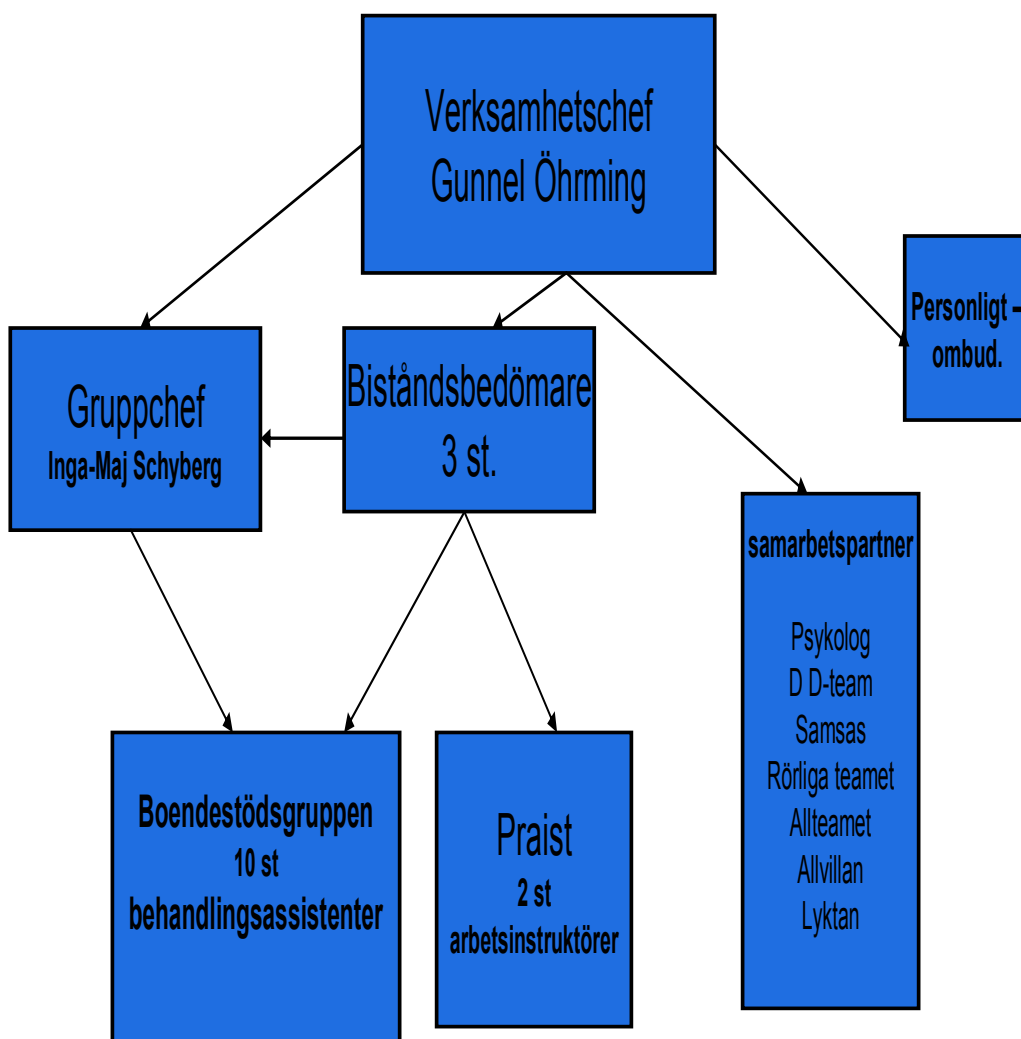 Verksamhetschef
Gunnel Öhrming
Personligt –
ombud.
Gruppchef
Inga-Maj Schyberg
Biståndsbedömare
3 st.
samarbetspartner
Psykolog
D D-team
Samsas
Rörliga teamet
Allteamet
Allvillan
Lyktan
Boendestödsgruppen
10 st
behandlingsassistenter
Praist
2 st
arbetsinstruktörer